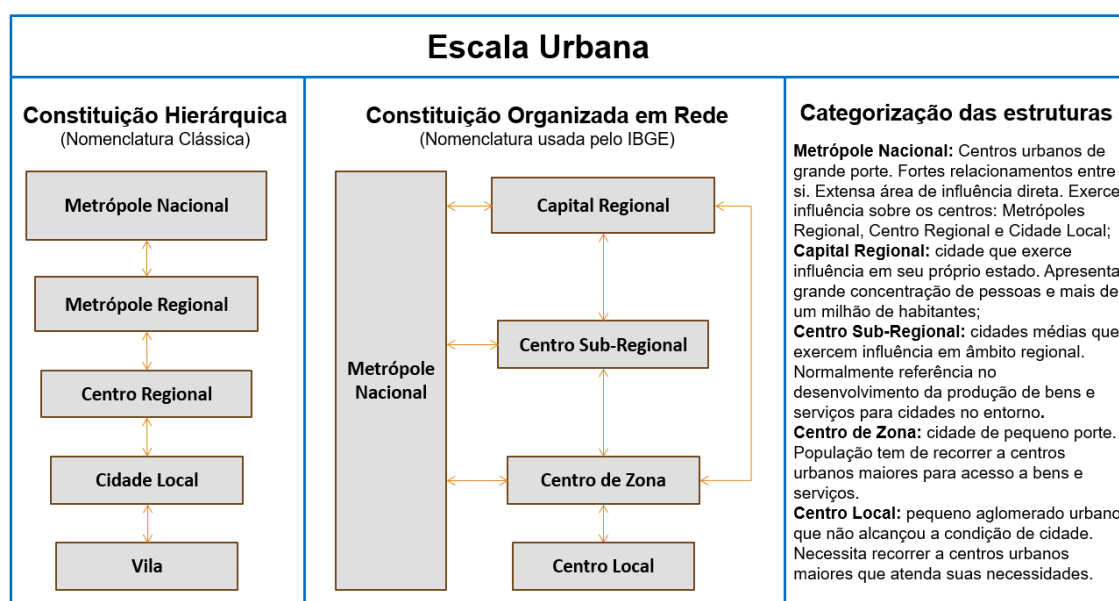 Escala Urbana
Constituição Hierárquica
(Nomenclatura Clássica)
Metrópole Nacional
Metrópole Regional
Centro Regional
Cidade Local
Vila
Constituição Organizada em Rede
(Nomenclatura usada pelo IBGE)
Metrópole
Nacional
Capital Regional
Centro Sub-Regional
Centro de Zona
Centro Local
Categorização das estruturas
Metrópole Nacional: Centros urbanos de
grande porte. Fortes relacionamentos entre
si. Extensa área de influência direta. Exerce
influência sobre os centros: Metrópoles
Regional, Centro Regional e Cidade Local;
Capital Regional: cidade que exerce
influência em seu próprio estado. Apresenta
grande concentração de pessoas e mais de
um milhão de habitantes;
Centro Sub-Regional: cidades médias que
exercem influência em âmbito regional.
Normalmente referência no
desenvolvimento da produção de bens e
serviços para cidades no entorno.
Centro de Zona: cidade de pequeno porte.
População tem de recorrer a centros
urbanos maiores para acesso a bens e
serviços.
Centro Local: pequeno aglomerado urbano
que não alcançou a condição de cidade.
Necessita recorrer a centros urbanos
maiores que atenda suas necessidades.